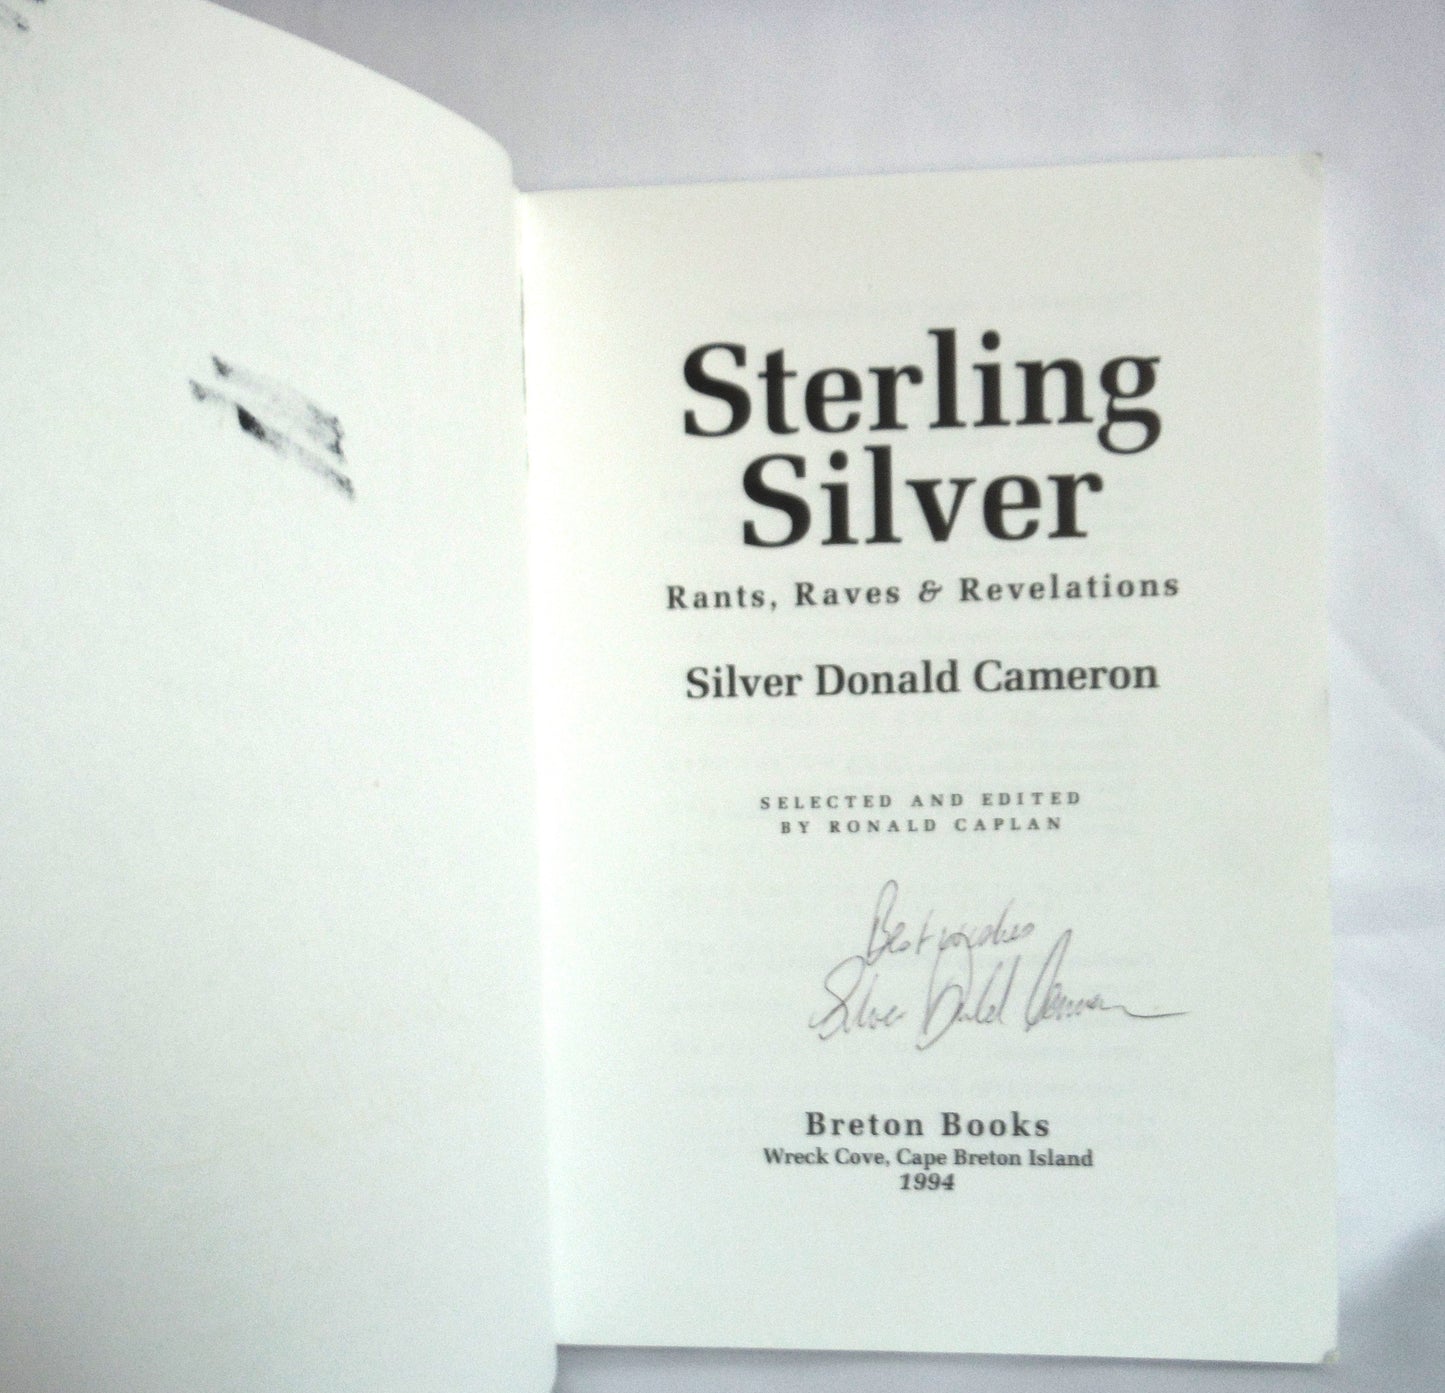 Sterling
Silver
Rants, Raves & Revelations
Silver Donald Cameron
SELECTED AND EDITED
BY RONALD CAPLAN
Best wishes
Silver Donald Cameron
Breton Books
Wreck Cove, Cape Breton Island
1994